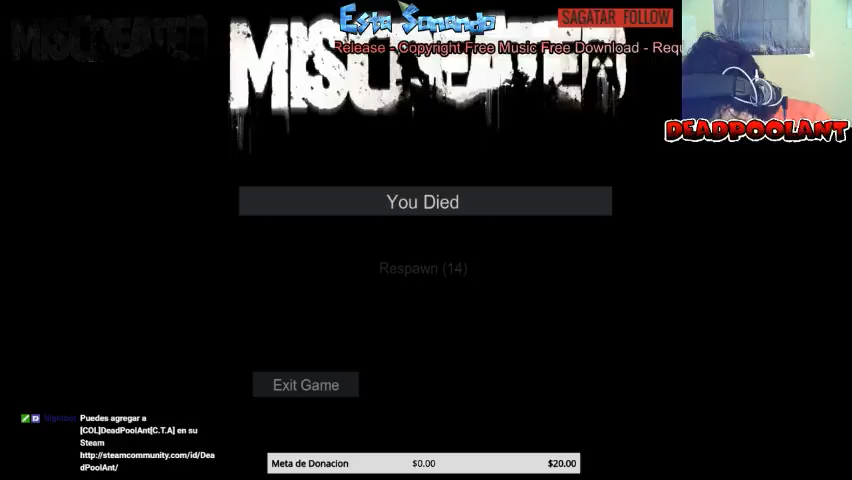 Esta Sonando
SAGATAR FOLLOW
Release - Copyright Free Music Free Download - Requ
MISCREATED
MISCREATED
DEADPOOLANT
You Died
Respawn (14)
Exit Game
Nightbot Puedes agregar a
[COL]DeadPoolAnt[C.T.A] en su
Steam
http://steamcommunity.com/id/Dea
dPoolAnt/
Meta de Donacion $0.00 $20.00